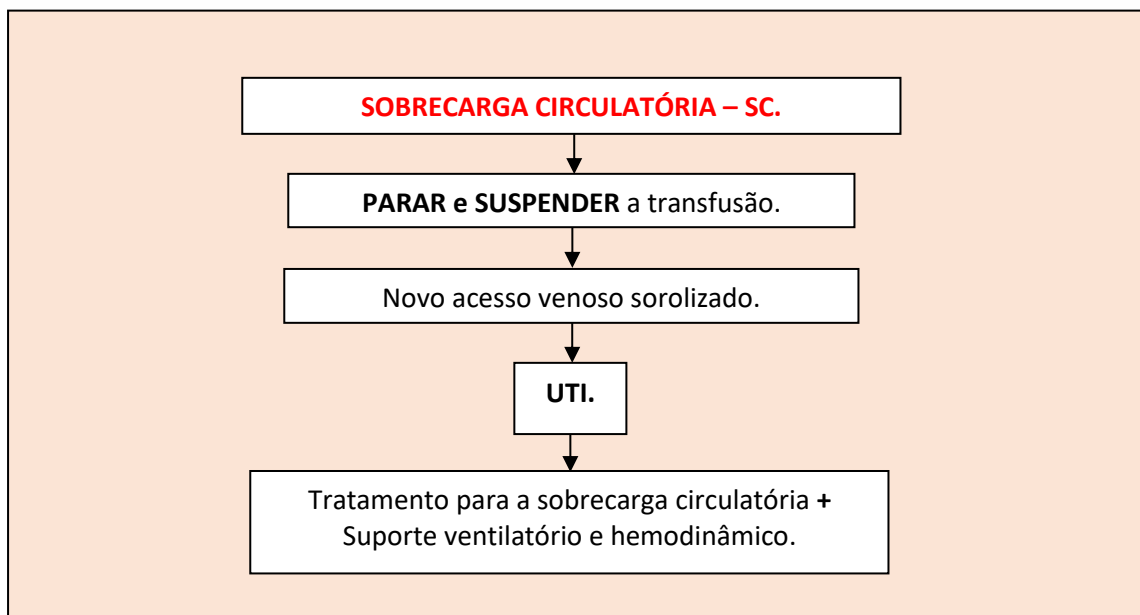 SOBRECARGA CIRCULATÓRIA – SC.
PARAR e SUSPENDER a transfusão.
Novo acesso venoso sorolizado.
UTI.
Tratamento para a sobrecarga circulatória +
Suporte ventilatório e hemodinâmico.